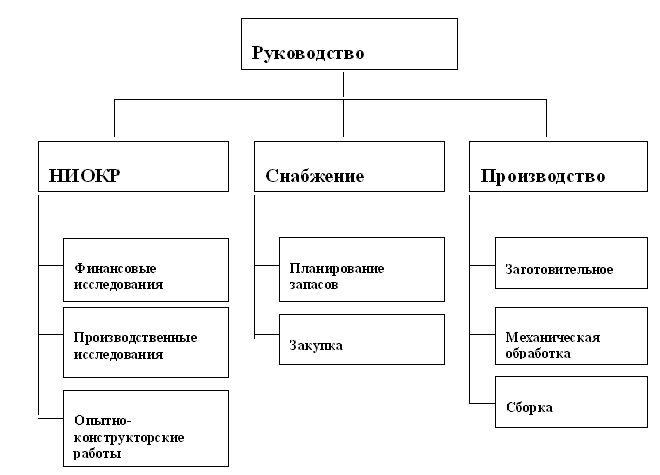 Руководство
НИОКР
Снабжение
Производство
Финансовые
исследования
Производственные
исследования
Опытно-
конструкторские
работы
Планирование
запасов
Закупка
Заготовительное
Механическая
обработка
Сборка